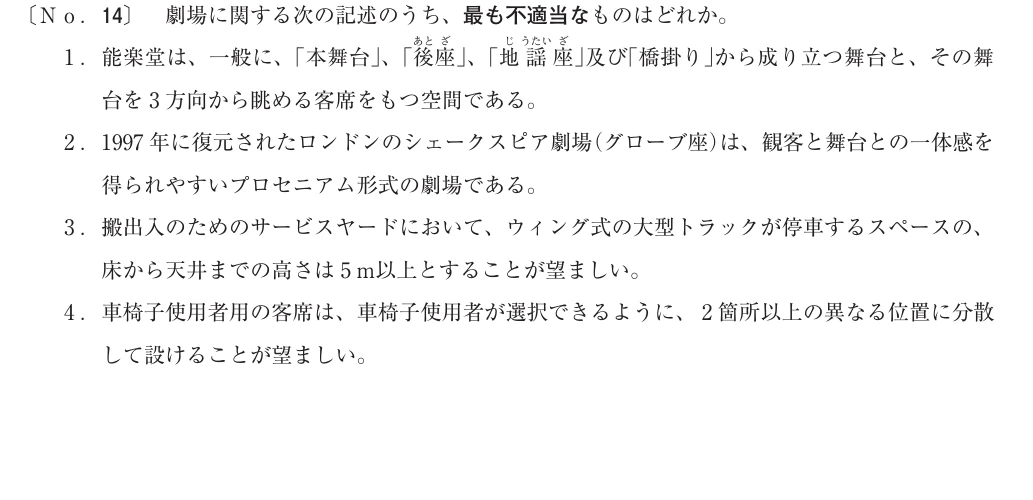 〔Ｎｏ．14〕　劇場に関する次の記述のうち、最も不適当なものはどれか。
あと ざ　じ うたい ざ
１．能楽堂は、一般に、「本舞台」、「後座」、「地謡座」及び「橋掛り」から成り立つ舞台と、その舞
台を３方向から眺める客席をもつ空間である。
２．1997 年に復元されたロンドンのシェークスピア劇場（グローブ座）は、観客と舞台との一体感を
得られやすいプロセニアム形式の劇場である。
３．搬出入のためのサービスヤードにおいて、ウィング式の大型トラックが停車するスペースの、
床から天井までの高さは５ｍ以上とすることが望ましい。
４．車椅子使用者用の客席は、車椅子使用者が選択できるように、２箇所以上の異なる位置に分散
して設けることが望ましい。